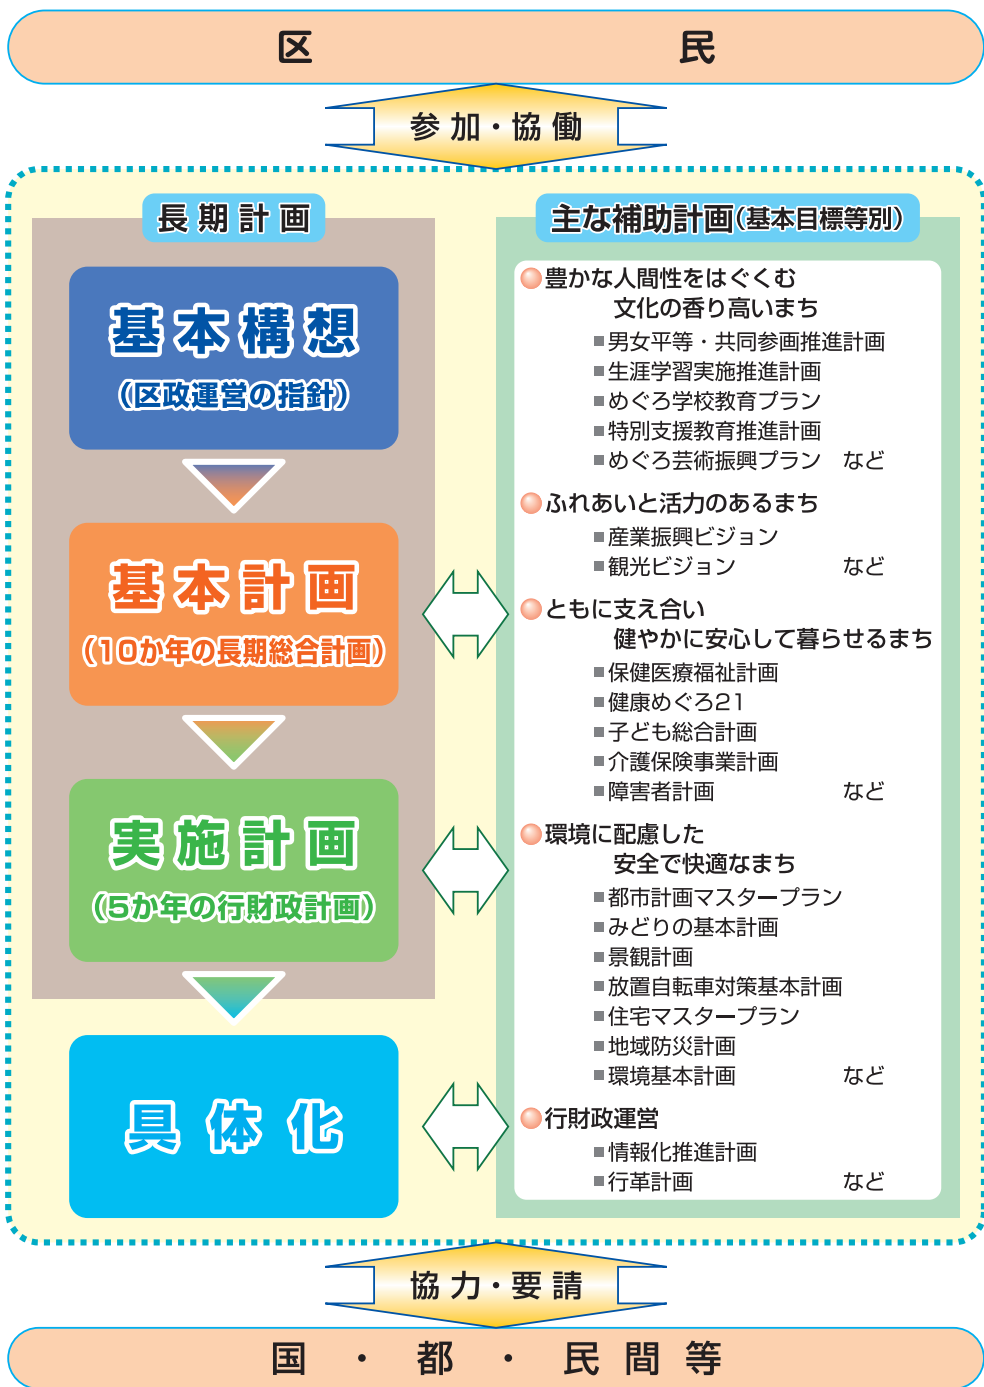 区民
参加・協働
長期計画
基本構想
（区政運営の指針）
基本計画
（10か年の長期総合計画）
実施計画
（5か年の行財政計画）
具体化
主な補助計画（基本目標等別）
豊かな人間性をはぐくむ
文化の香り高いまち
■男女平等・共同参画推進計画
■生涯学習実施推進計画
■めぐろ学校教育プラン
■特別支援教育推進計画
■めぐろ芸術振興プラン　など
ふれあいと活力のあるまち
■産業振興ビジョン
■観光ビジョン　など
ともに支え合い
健やかに安心して暮らせるまち
■保健医療福祉計画
■健康めぐろ21
■子ども総合計画
■介護保険事業計画
■障害者計画　など
環境に配慮した
安全で快適なまち
■都市計画マスタープラン
■みどりの基本計画
■景観計画
■放置自転車対策基本計画
■住宅マスタープラン
■地域防災計画
■環境基本計画　など
行財政運営
■情報化推進計画
■行革計画　など
協力・要請
国・都・民間等